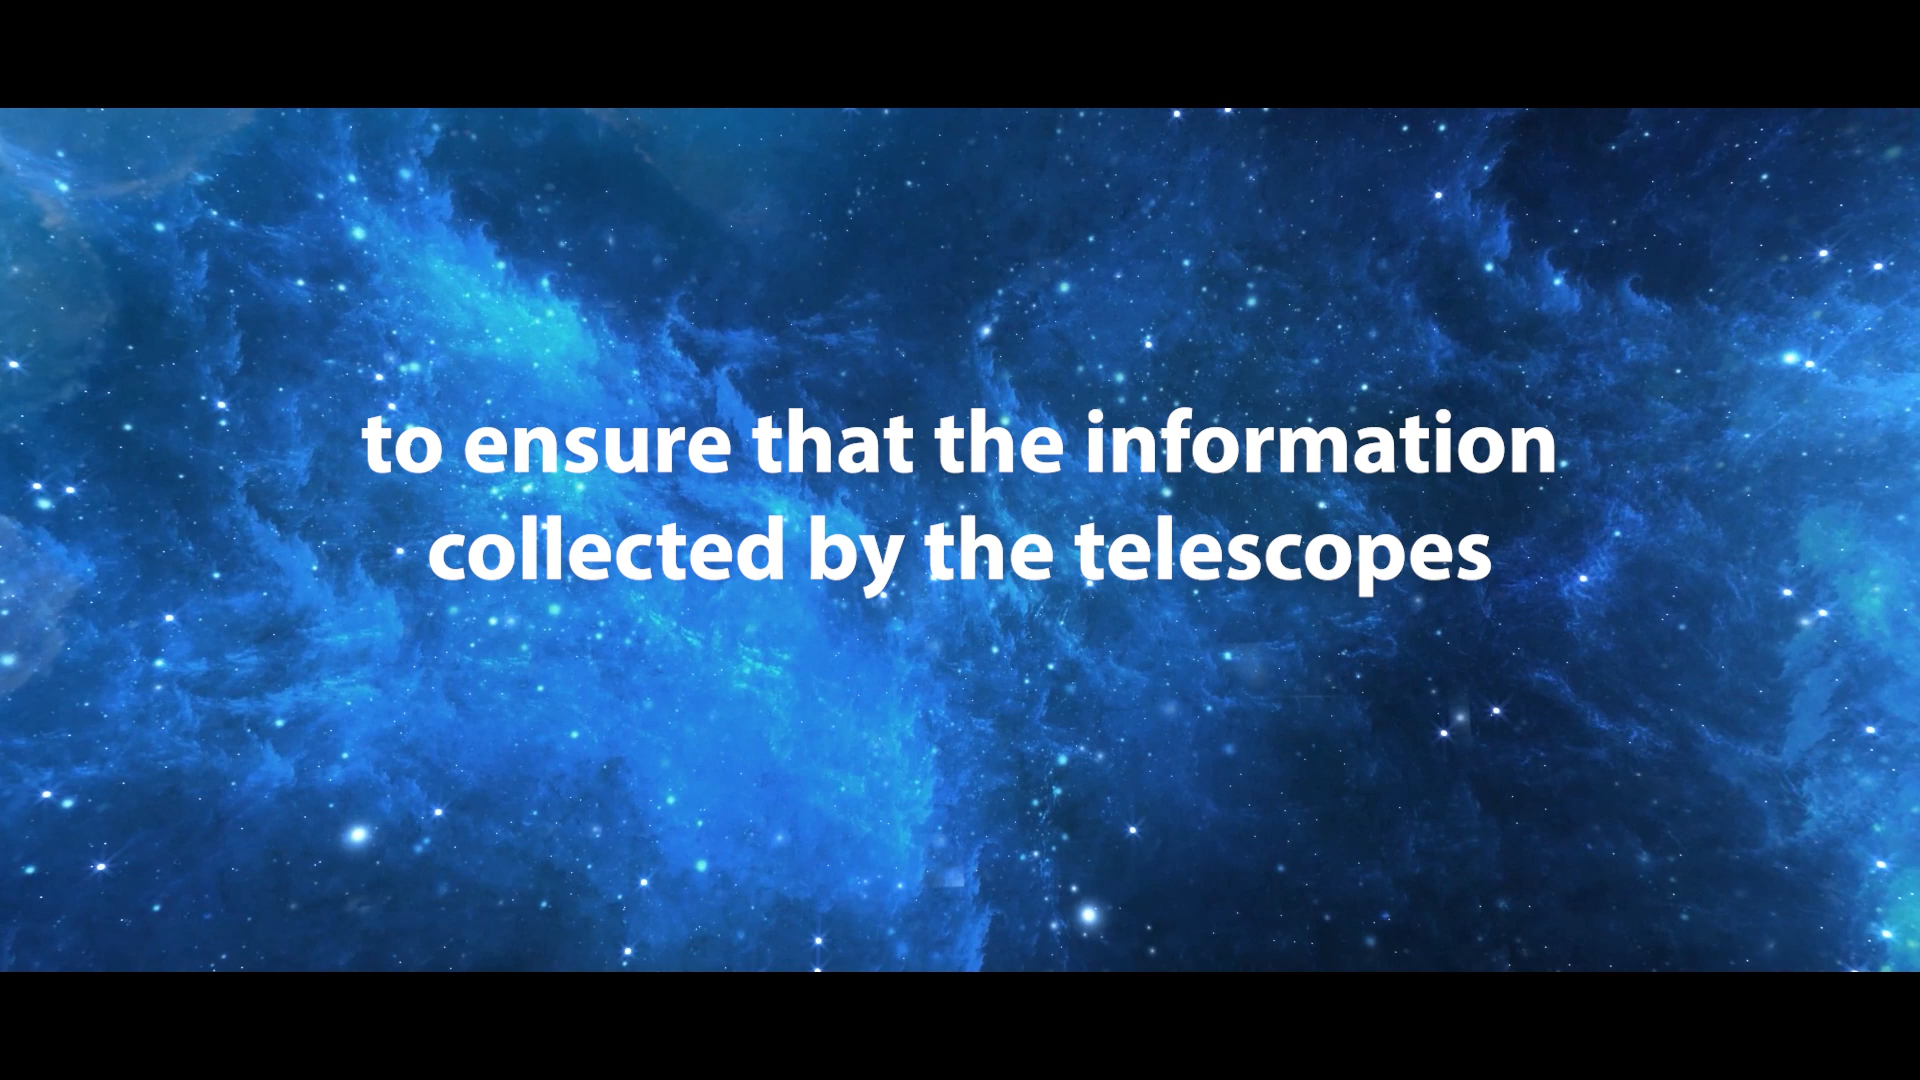 to ensure that the information
collected by the telescopes